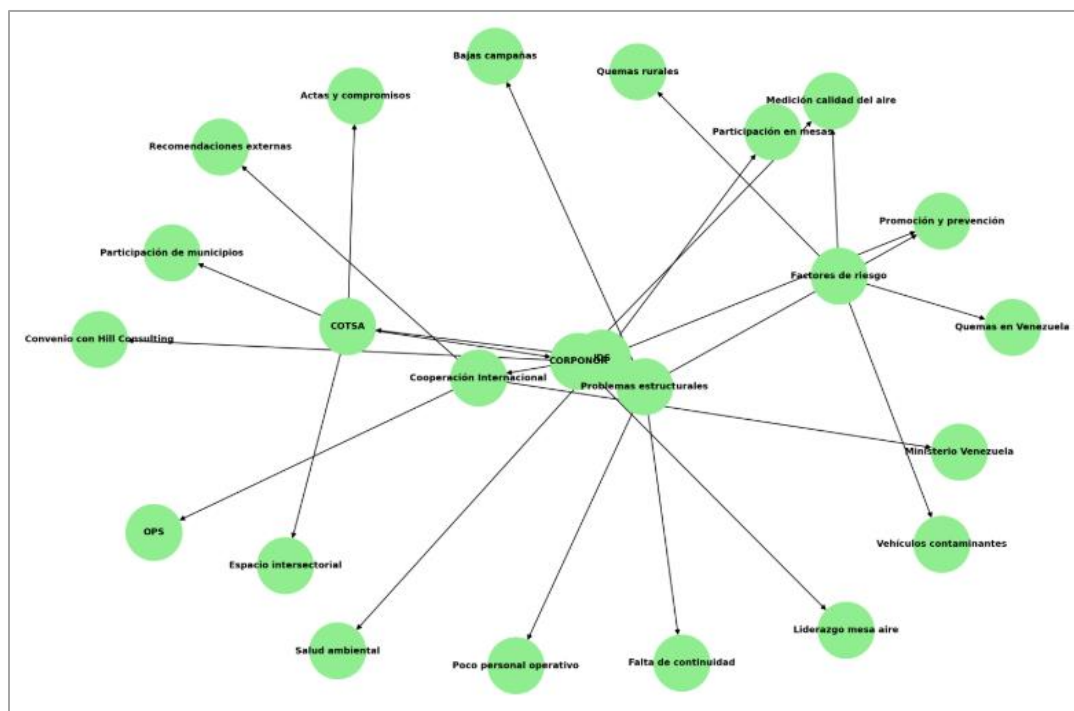 Bajas campañas
Quemas rurales
Actas y compromisos
Medición calidad del aire
Participación en mesas
Recomendaciones externas
Promoción y prevención
Participación de municipios
Factores de riesgo
COTSA
Quemas en Venezuela
Convenio con Hill Consulting
IDS
CORPONOR
Cooperación Internacional
Problemas estructurales
Ministerio Venezuela
OPS
Vehículos contaminantes
Espacio intersectorial
Liderazgo mesa aire
Salud ambiental
Falta de continuidad
Poco personal operativo